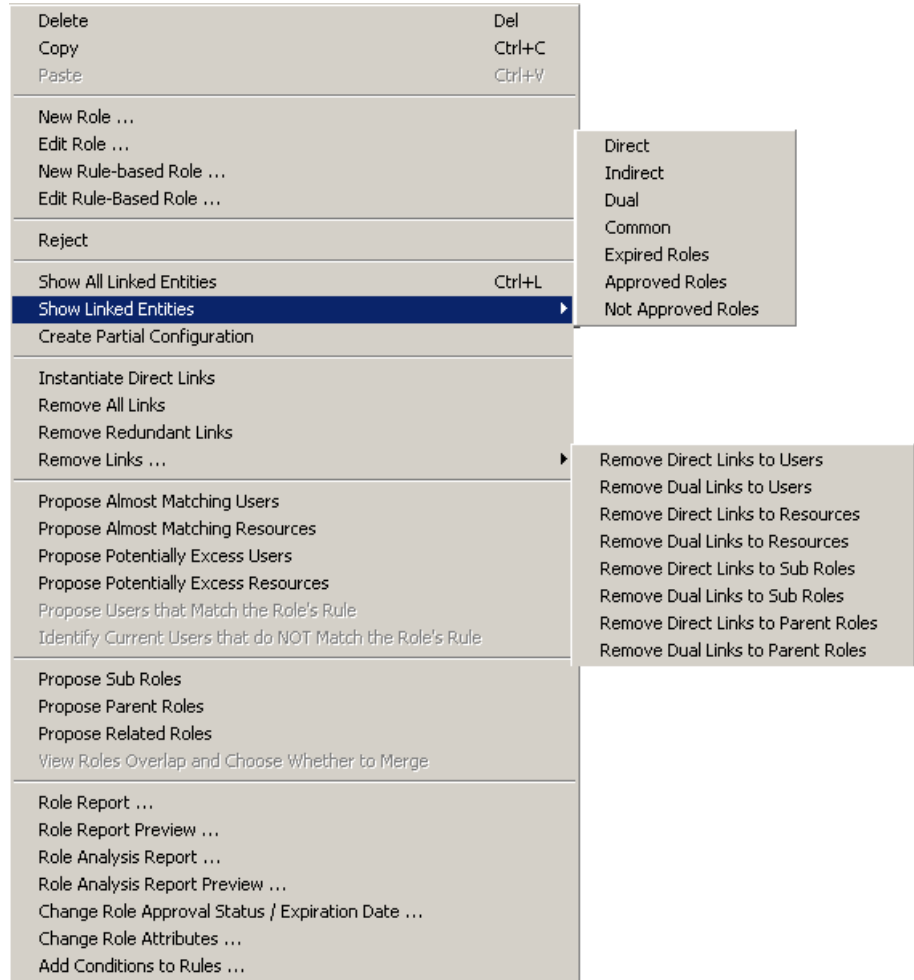 Delete Del
Copy Ctrl+C
Paste Ctrl+V
New Role ...
Edit Role ...
New Rule-based Role ...
Edit Rule-Based Role ...
Reject
Show All Linked Entities Ctrl+L
Show Linked Entities
Direct
Indirect
Dual
Common
Expired Roles
Approved Roles
Not Approved Roles
Create Partial Configuration
Instantiate Direct Links
Remove All Links
Remove Redundant Links
Remove Links ...
Remove Direct Links to Users
Remove Dual Links to Users
Remove Direct Links to Resources
Remove Dual Links to Resources
Remove Direct Links to Sub Roles
Remove Dual Links to Sub Roles
Remove Direct Links to Parent Roles
Remove Dual Links to Parent Roles
Propose Almost Matching Users
Propose Almost Matching Resources
Propose Potentially Excess Users
Propose Potentially Excess Resources
Propose Users that Match the Role's Rule
Identify Current Users that do NOT Match the Role's Rule
Propose Sub Roles
Propose Parent Roles
Propose Related Roles
View Roles Overlap and Choose Whether to Merge
Role Report ...
Role Report Preview ...
Role Analysis Report ...
Role Analysis Report Preview ...
Change Role Approval Status / Expiration Date ...
Change Role Attributes ...
Add Conditions to Rules ...